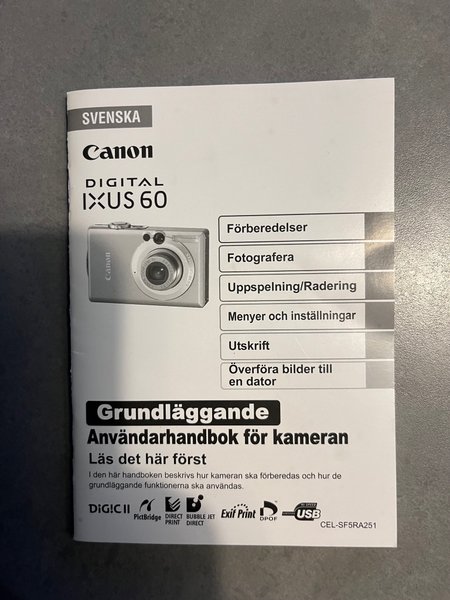 SVENSKA
Canon
DIGITAL
IXUS 60
Canon
Förberedelser
Fotografera
Uppspelning/Radering
Menyer och inställningar
Utskrift
Överföra bilder till
en dator
Grundläggande
Användarhandbok för kameran
Läs det här först
I den här handboken beskrivs hur kameran ska förberedas och hur de
grundläggande funktionerna ska användas.
DIGIC II
PictBridge
DIRECT
PRINT
BUBBLE JET
DIRECT
Exif Print
DPOF
USB
CEL-SF5RA251